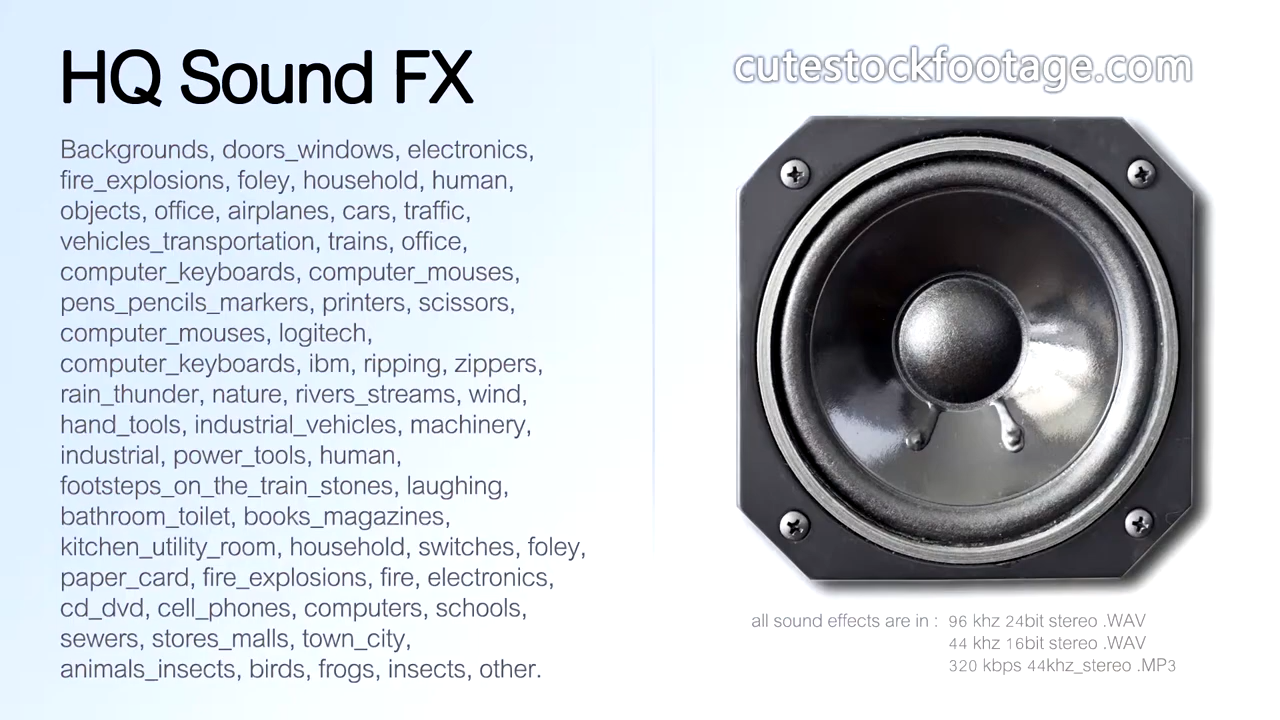 HQ Sound FX
cutestockfootage.com
Backgrounds, doors_windows, electronics,
fire_explosions, foley, household, human,
objects, office, airplanes, cars, traffic,
vehicles_transportation, trains, office,
computer_keyboards, computer_mouses,
pens_pencils_markers, printers, scissors,
computer_mouses, logitech,
computer_keyboards, ibm, ripping, zippers,
rain_thunder, nature, rivers_streams, wind,
hand_tools, industrial_vehicles, machinery,
industrial, power_tools, human,
footsteps_on_the_train_stones, laughing,
bathroom_toilet, books_magazines,
kitchen_utility_room, household, switches, foley,
paper_card, fire_explosions, fire, electronics,
cd_dvd, cell_phones, computers, schools,
sewers, stores_malls, town_city,
animals_insects, birds, frogs, insects, other.
all sound effects are in : 96 khz 24bit stereo .WAV
44 khz 16bit stereo .WAV
320 kbps 44khz_stereo .MP3